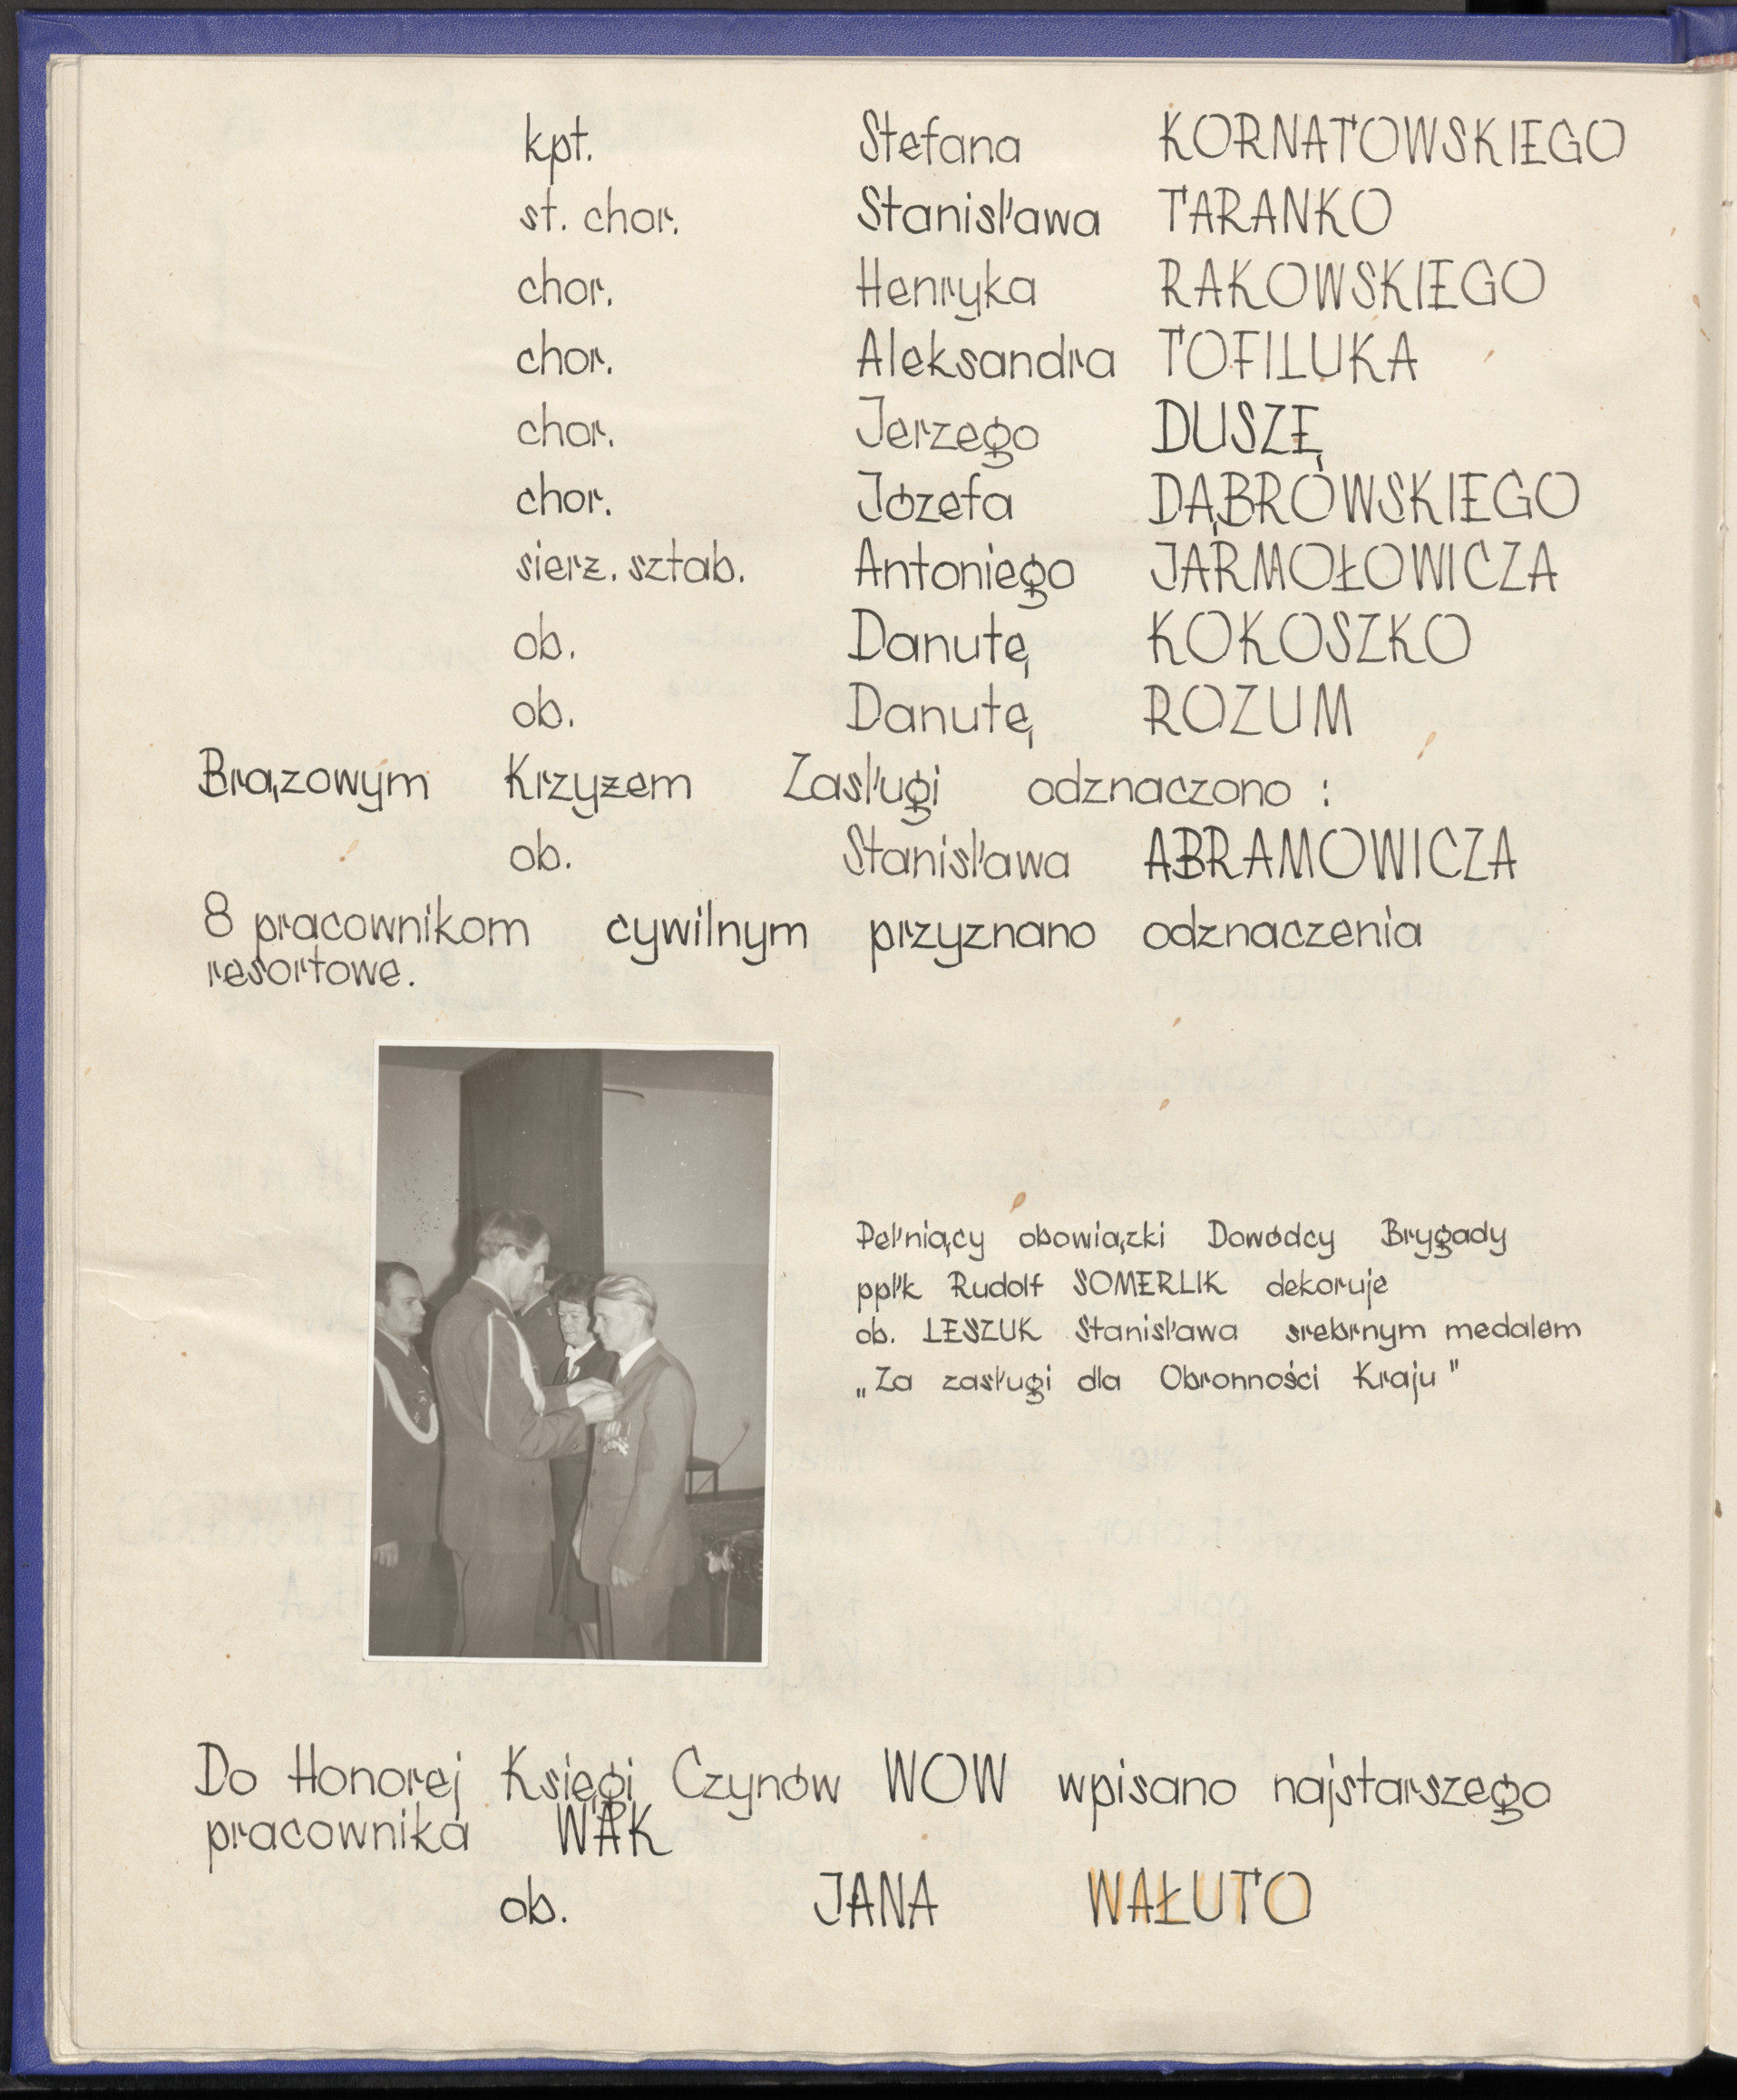 kpt. Stefana KORNATOWSKIEGO
st. chor. Stanisława TARANKO
chor. Henryka RAKOWSKIEGO
chor. Aleksandra TOFILUKA
chor. Jerzego DUSZĘ
chor. Józefa DĄBROWSKIEGO
sierż. sztab. Antoniego JARMOŁOWICZA
ob. Danutę KOKOSZKO
ob. Danutę ROZUM
Brązowym Krzyżem Zasługi odznaczono :
ob. Stanisława ABRAMOWICZA
8 pracownikom cywilnym przyznano odznaczenia
resortowe.
Pełniący obowiązki Dowódcy Brygady
ppłk Rudolf SOMERLIK dekoruje
ob. LESZUK Stanisława srebrnym medalem
„Za zasługi dla Obronności Kraju"
Do Honorej Księgi Czynów WOW wpisano najstarszego
pracownika WAK
ob. JANA WAŁUTO